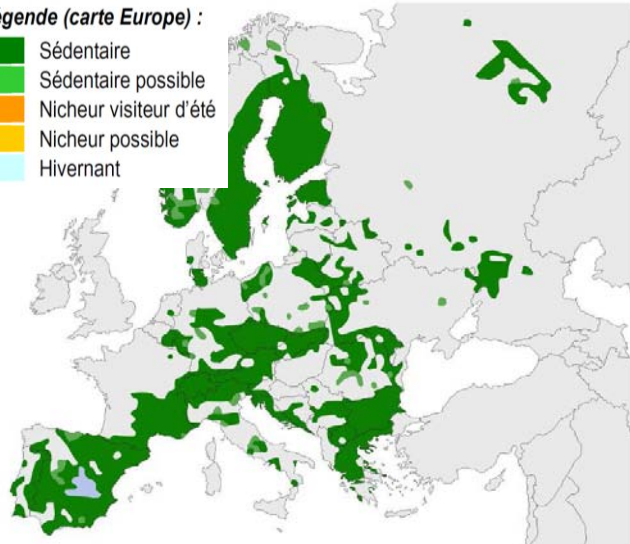 égende (carte Europe) :
Sédentaire
Sédentaire possible
Nicheur visiteur d'été
Nicheur possible
Hivernant